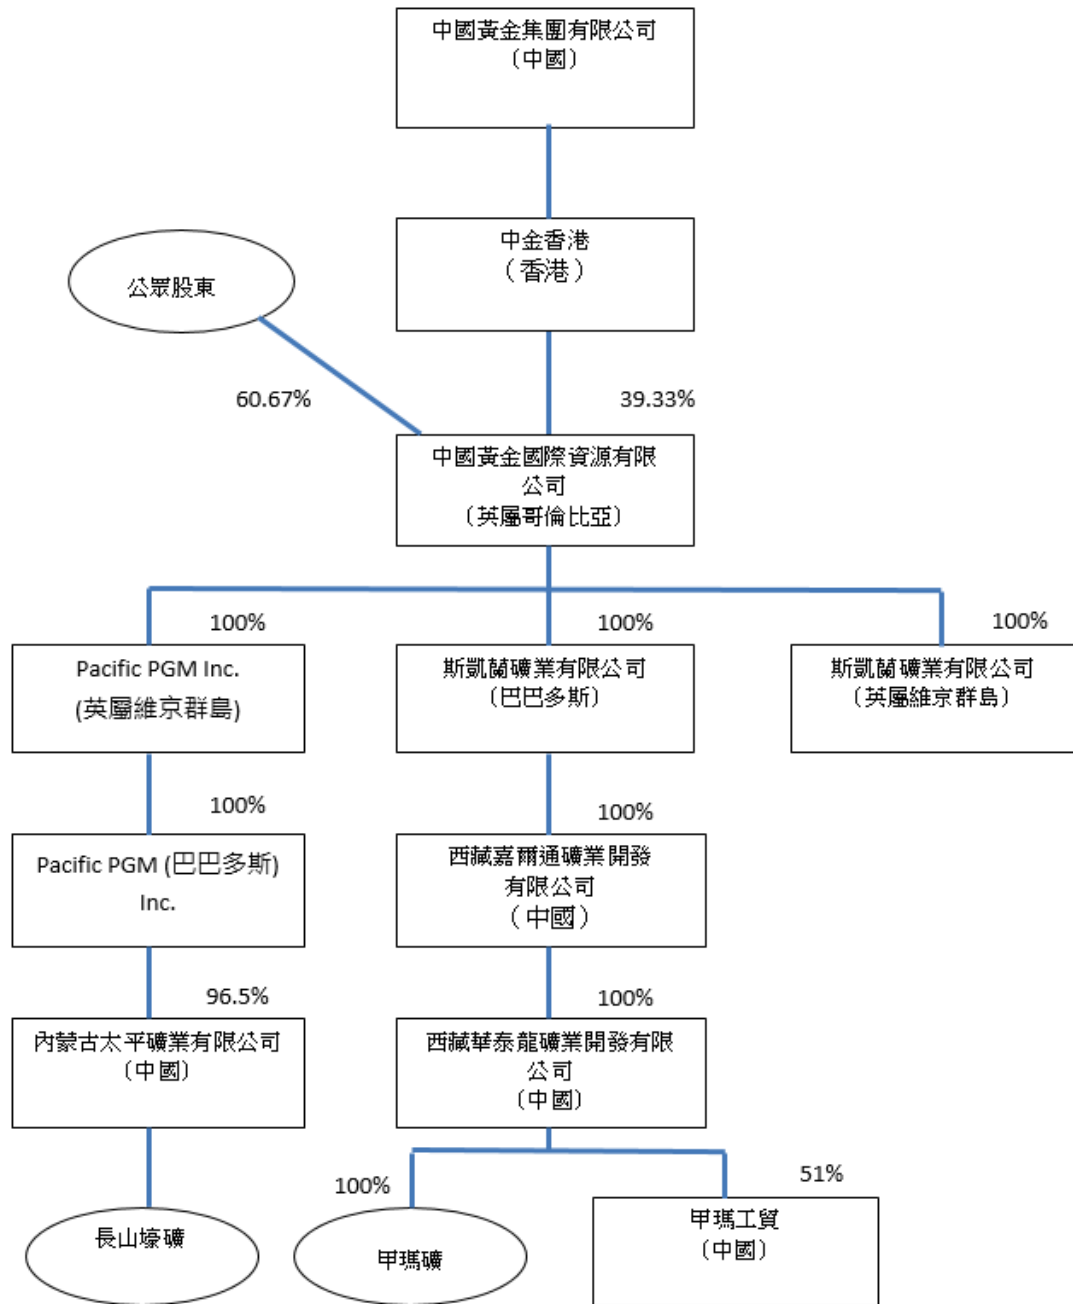 中國黃金集團有限公司
（中國）
中金香港
（香港）
公眾股東
60.67%
39.33%
中國黃金國際資源有限
公司
（英屬哥倫比亞）
100%
100%
100%
Pacific PGM Inc.
(英屬維京群島)
斯凱蘭礦業有限公司
（巴巴多斯）
斯凱蘭礦業有限公司
（英屬維京群島）
100%
100%
Pacific PGM (巴巴多斯)
Inc.
西藏嘉爾通礦業開發
有限公司
（中國）
96.5%
100%
內蒙古太平礦業有限公司
（中國）
西藏華泰龍礦業開發有限
公司
（中國）
100%
51%
長山壕礦
甲瑪礦
甲瑪工貿
（中國）